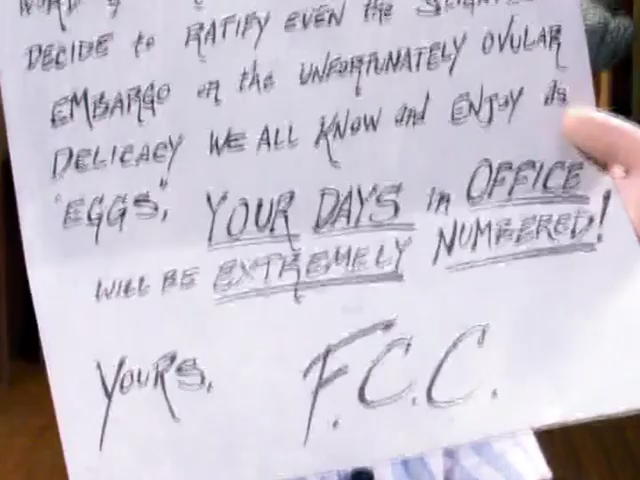 WORD
DECIDE to RATIFY EVEN the
EMBARGO on the UNFORTUNATELY OVULAR
DELICACY WE ALL KNOW and ENJOY as
"EGGS," YOUR DAYS in OFFICE
WILL BE EXTREMELY NUMBERED!
YOURS,
F.C.C.